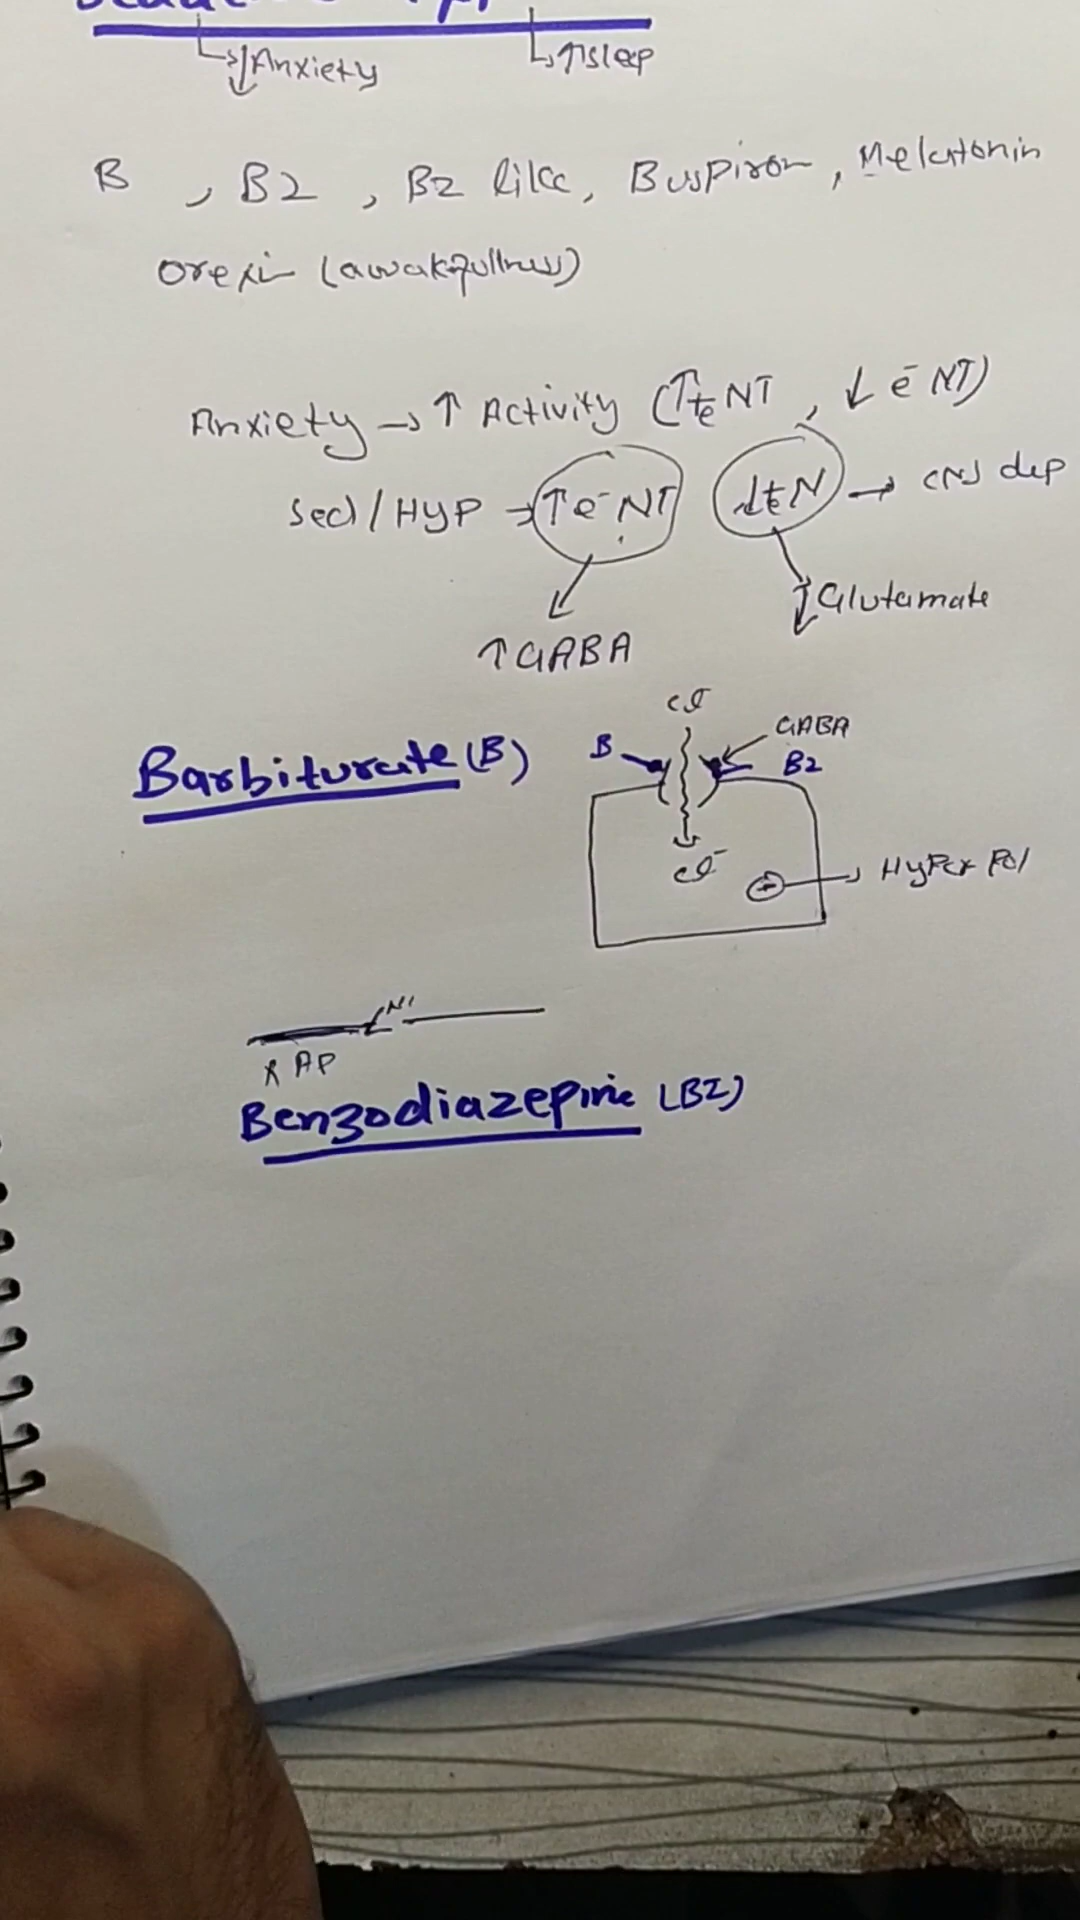 ↓Anxiety ↑sleep
B , BZ , BZ like, Buspiron , Melatonin
Orexin (awakefullness)
Anxiety → ↑ Activity (↑+e NT , ↓ e⁻ NT)
Sed / HYP → ↑e⁻ NT ↓+e N → CNS dep
↓Glutamate
↑GABA
Barbiturate (B)
Cl⁻
GABA
B BZ
Cl⁻
⊕ → Hyper Pol
AP
Benzodiazepine (BZ)